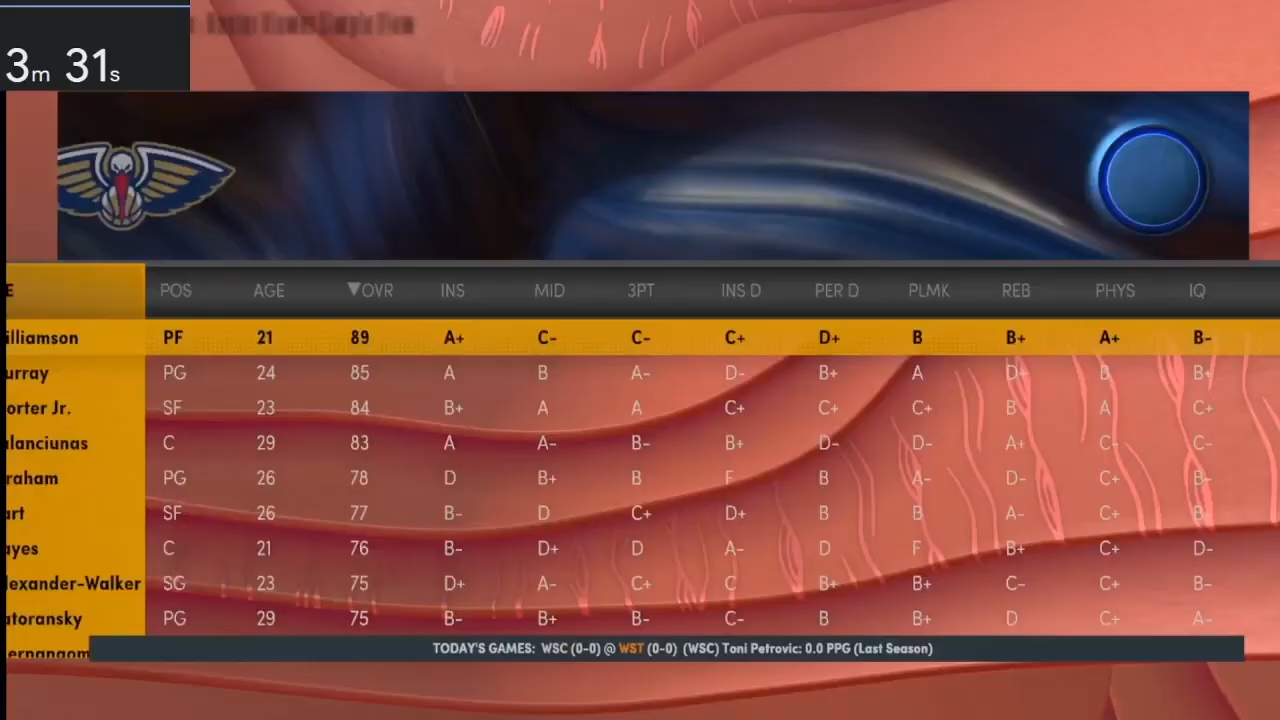 3m 31s
E POS AGE ▼OVR INS MID 3PT INS D PER D PLMK REB PHYS IQ
illiamson PF 21 89 A+ C- C- C+ D+ B B+ A+ B-
urray PG 24 85 A B A- D- B+ A D+ B B+
orter Jr. SF 23 84 B+ A A C+ C+ C+ B A C+
alanciunas C 29 83 A A- B- B+ D- D- A+ C- C-
raham PG 26 78 D B+ B F B A- D- C+ B-
art SF 26 77 B- D C+ D+ B B A- C+ B
ayes C 21 76 B- D+ D A- D F B+ C+ D-
lexander-Walker SG 23 75 D+ A- C+ C B+ B+ C- C+ B-
atoransky PG 29 75 B- B+ B- C- B B+ D C+ A-
ernangom
TODAY'S GAMES: WSC (0-0) @ WST (0-0) (WSC) Toni Petrovic: 0.0 PPG (Last Season)